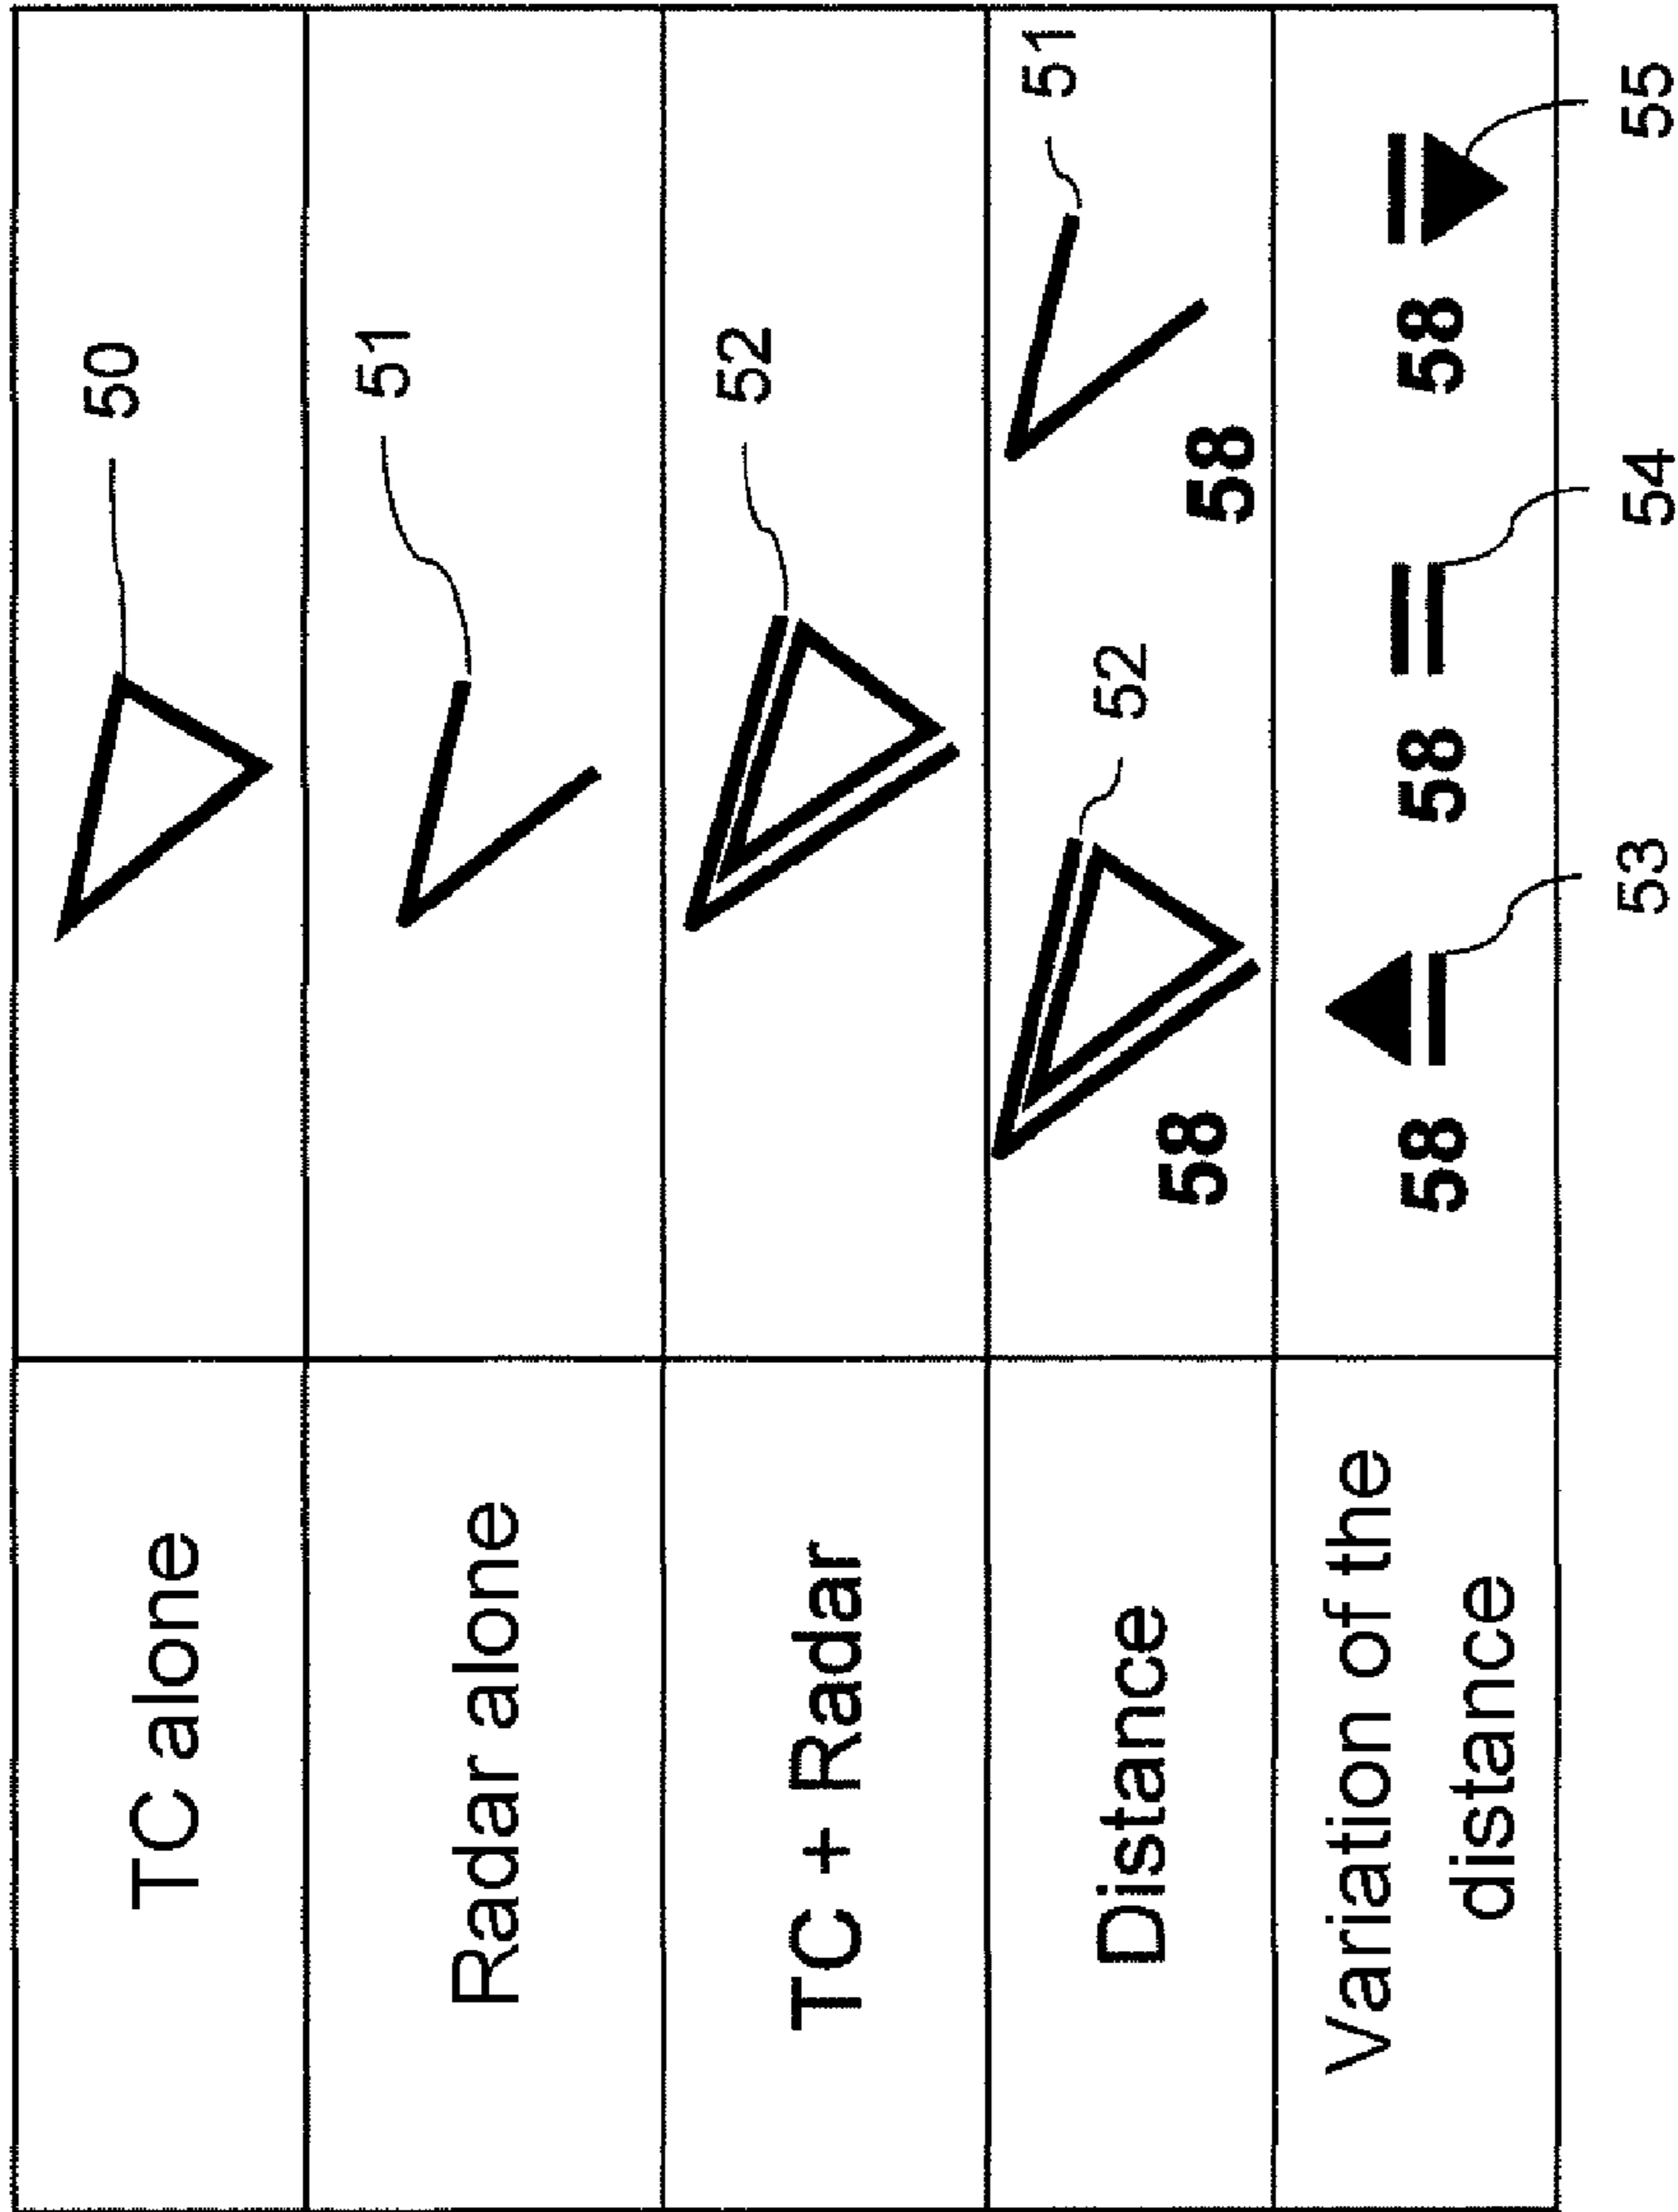 TC alone
50
Radar alone
51
TC + Radar
52
Distance
58
52
58
51
Variation of the
distance
58 58 58
53 54 55